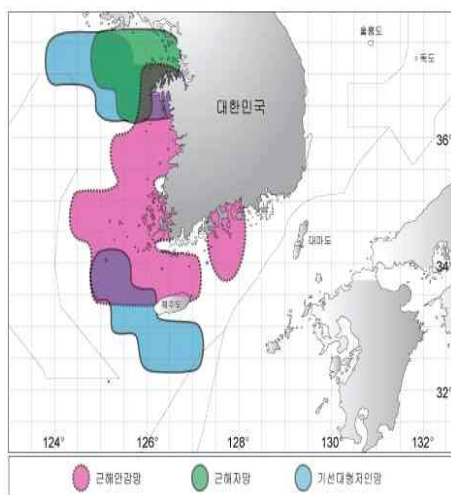 울릉도
독도
대한민국
36°
대마도
34°
제주도
32°
124° 126° 128° 130° 132°
근해안강망 근해자망 기선대형저인망